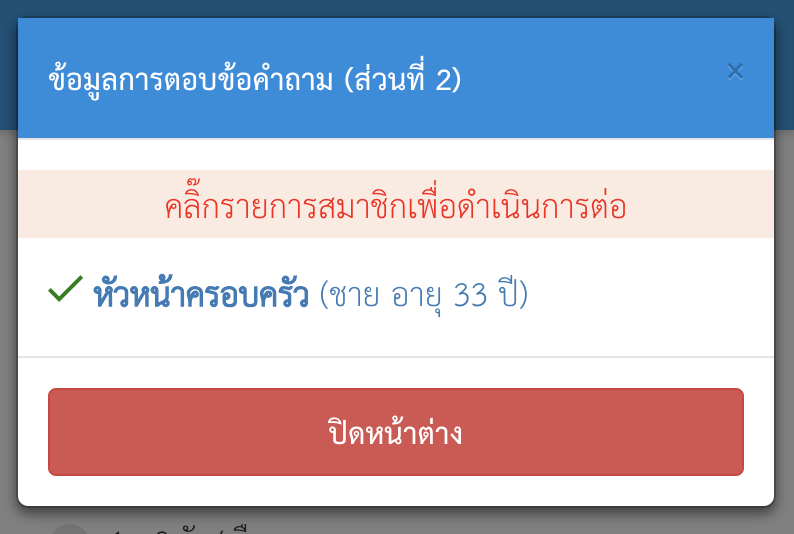 ข้อมูลการตอบข้อคำถาม (ส่วนที่ 2)
×
คลิ๊กรายการสมาชิกเพื่อดำเนินการต่อ
หัวหน้าครอบครัว (ชาย อายุ 33 ปี)
ปิดหน้าต่าง